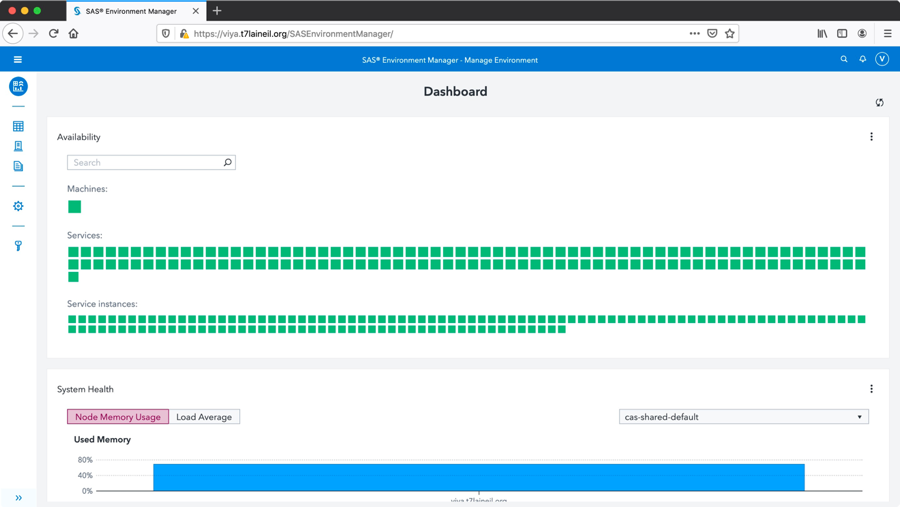 SAS® Environment Manager
https://viya.t7laineil.org/SASEnvironmentManager/
SAS® Environment Manager - Manage Environment
V
Dashboard
Availability
Search
Machines:
Services:
Service instances:
System Health
Node Memory Usage
Load Average
cas-shared-default
Used Memory
80%
40%
0%
viya.t7laineil.org